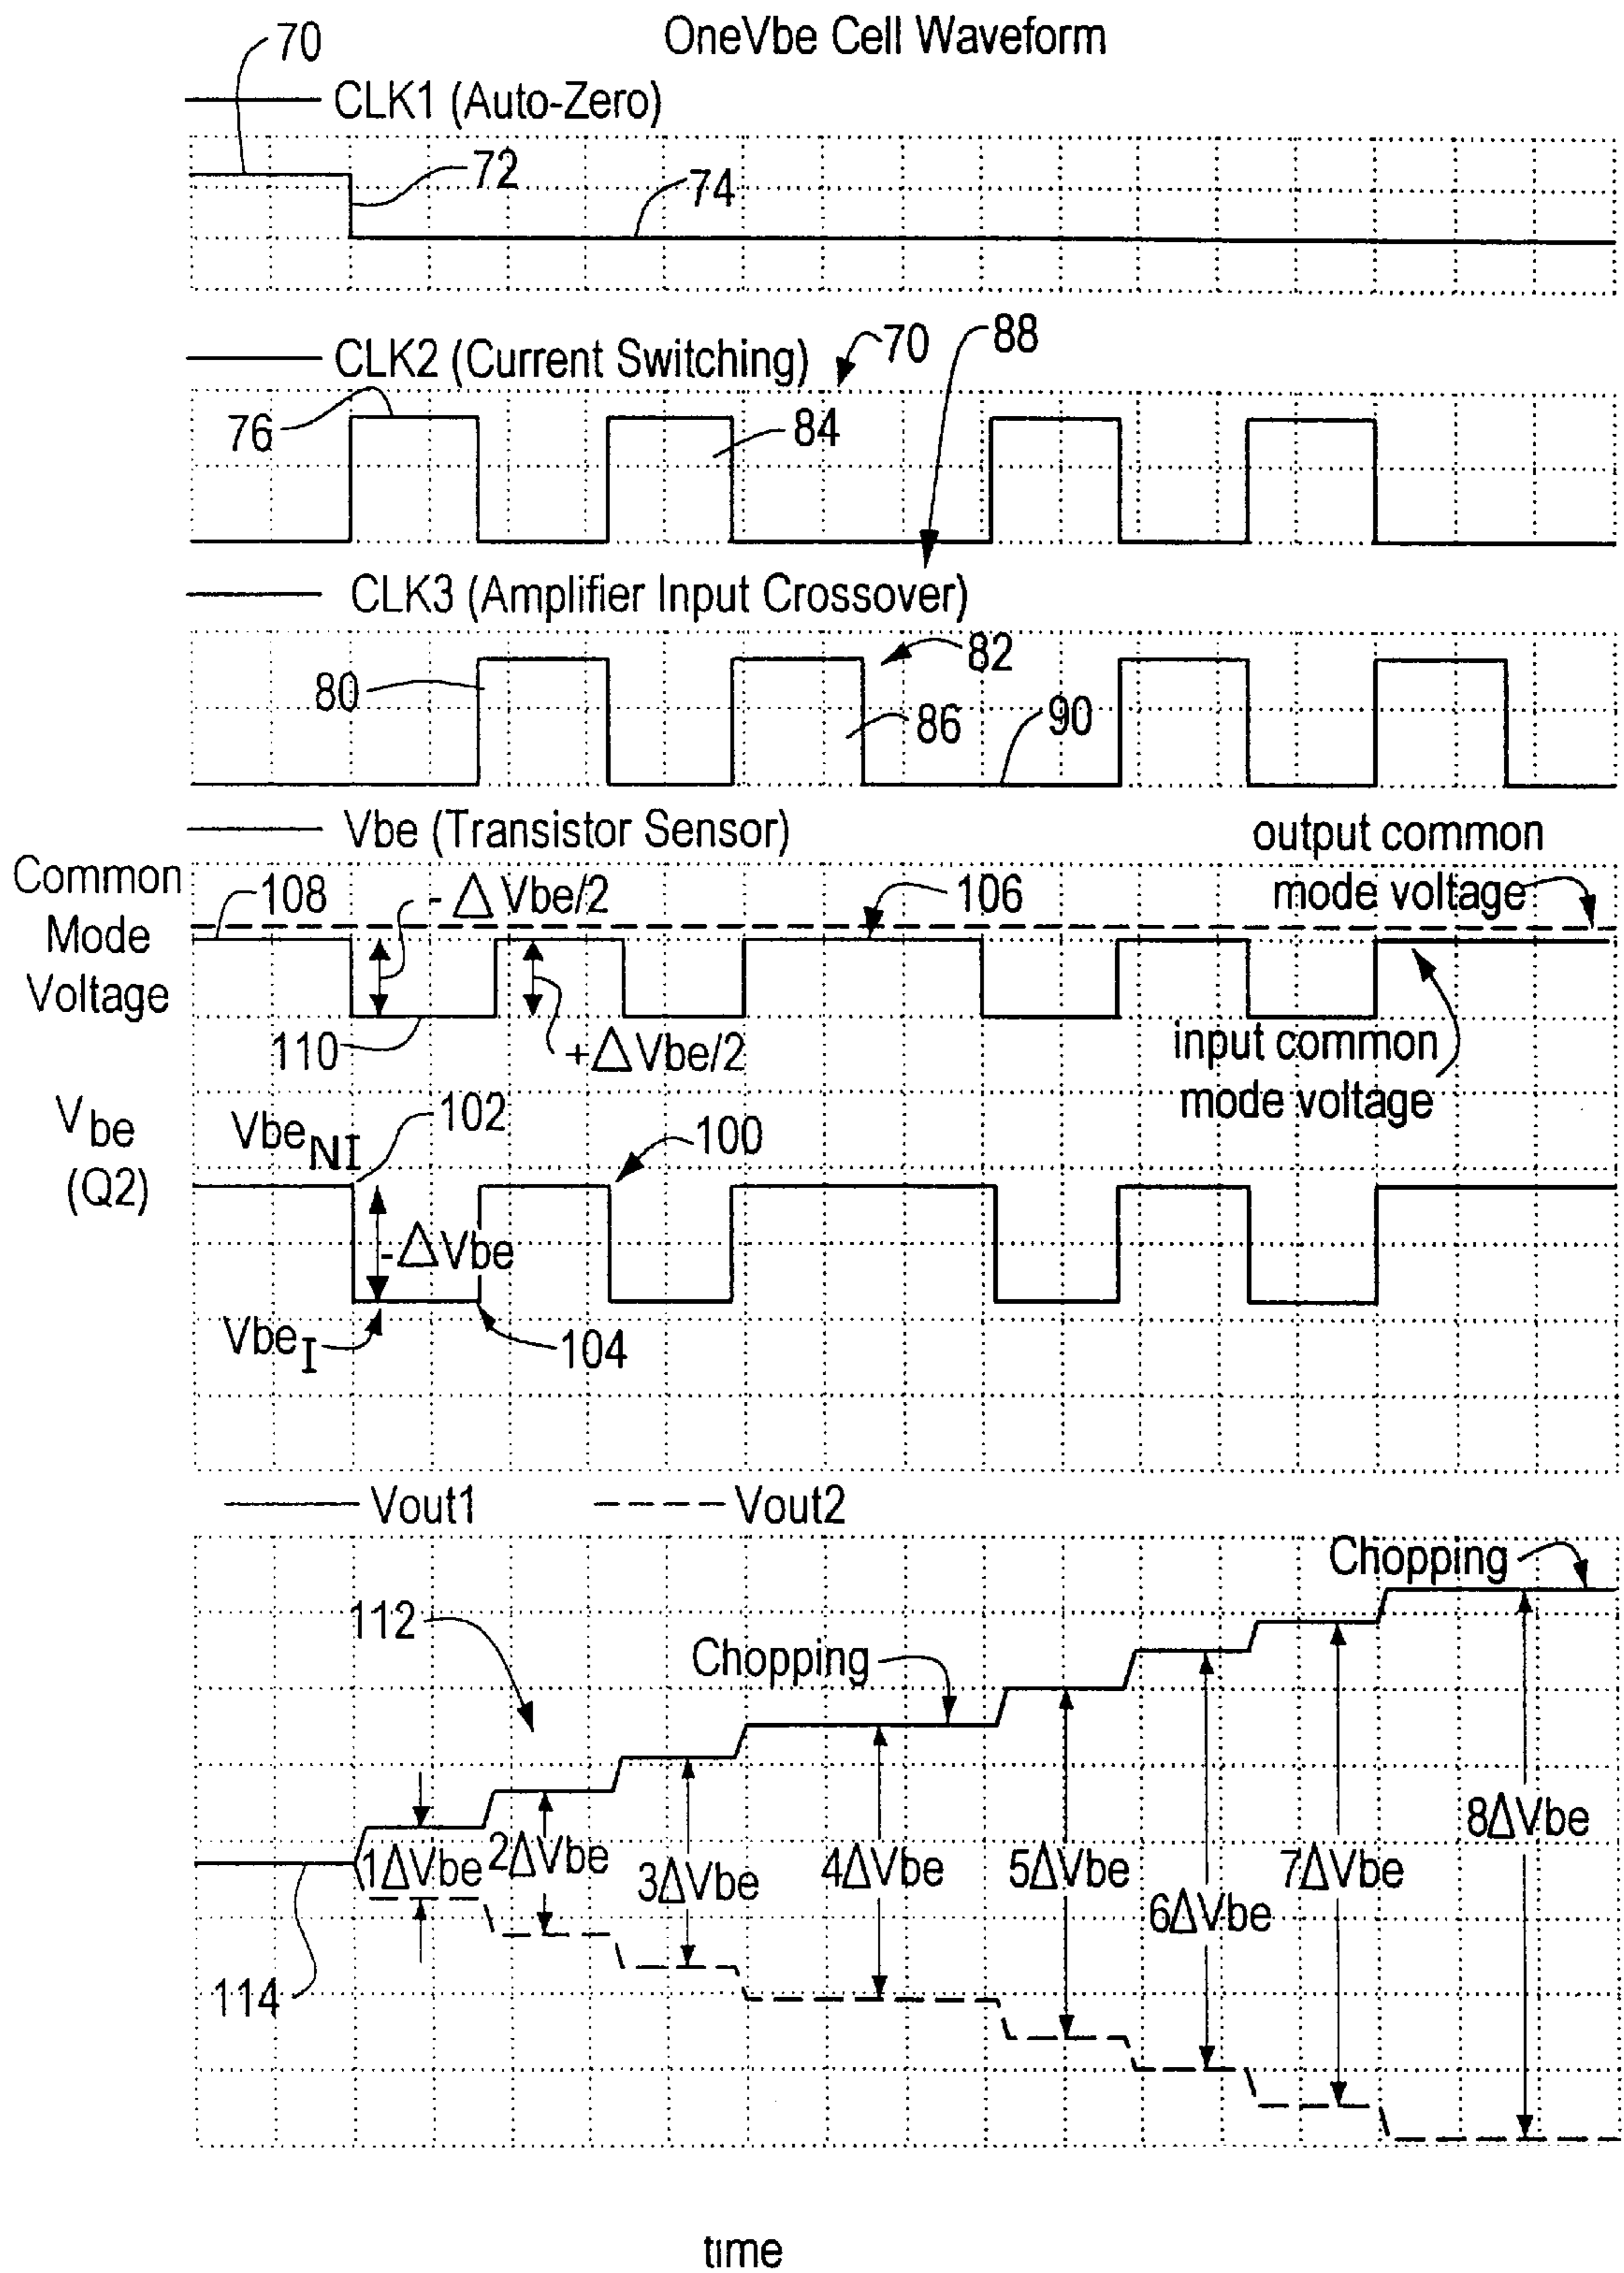 OneVbe Cell Waveform
70
CLK1 (Auto-Zero)
72
74
CLK2 (Current Switching)
70
88
76
84
CLK3 (Amplifier Input Crossover)
82
80
86
90
Vbe (Transistor Sensor)
output common
mode voltage
Common
Mode
Voltage
108
- Δ Vbe/2
106
110
+Δ Vbe/2
input common
mode voltage
Vbe
(Q2)
VbeNI
102
100
-ΔVbe
VbeI
104
Vout1
Vout2
Chopping
112
Chopping
1ΔVbe
2ΔVbe
3ΔVbe
4ΔVbe
5ΔVbe
6ΔVbe
7ΔVbe
8ΔVbe
114
time